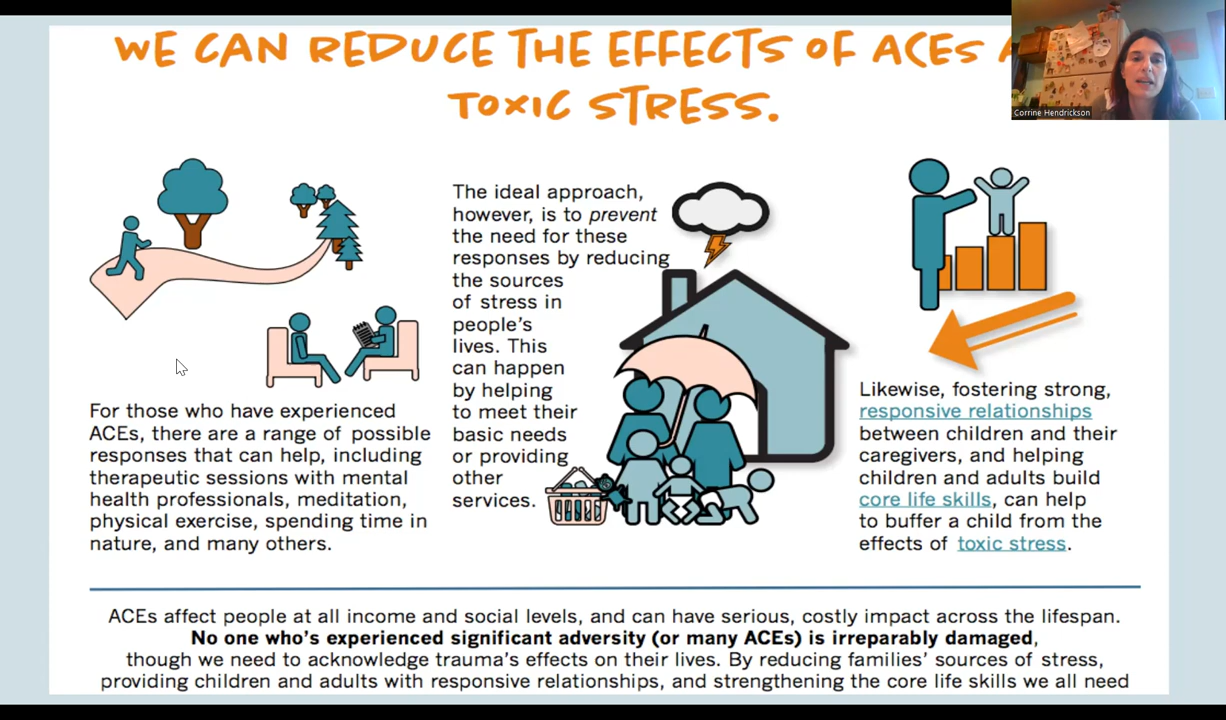 WE CAN REDUCE THE EFFECTS OF ACEs
TOXIC STRESS.
Corrine Hendrickson
For those who have experienced
ACEs, there are a range of possible
responses that can help, including
therapeutic sessions with mental
health professionals, meditation,
physical exercise, spending time in
nature, and many others.
The ideal approach,
however, is to prevent
the need for these
responses by reducing
the sources
of stress in
people’s
lives. This
can happen
by helping
to meet their
basic needs
or providing
other
services.
Likewise, fostering strong,
responsive relationships
between children and their
caregivers, and helping
children and adults build
core life skills, can help
to buffer a child from the
effects of toxic stress.
ACEs affect people at all income and social levels, and can have serious, costly impact across the lifespan.
No one who’s experienced significant adversity (or many ACEs) is irreparably damaged,
though we need to acknowledge trauma’s effects on their lives. By reducing families’ sources of stress,
providing children and adults with responsive relationships, and strengthening the core life skills we all need